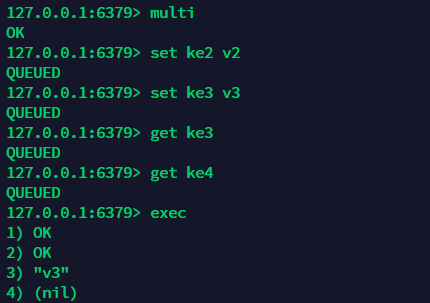 127.0.0.1:6379> multi
OK
127.0.0.1:6379> set ke2 v2
QUEUED
127.0.0.1:6379> set ke3 v3
QUEUED
127.0.0.1:6379> get ke3
QUEUED
127.0.0.1:6379> get ke4
QUEUED
127.0.0.1:6379> exec
1) OK
2) OK
3) "v3"
4) (nil)